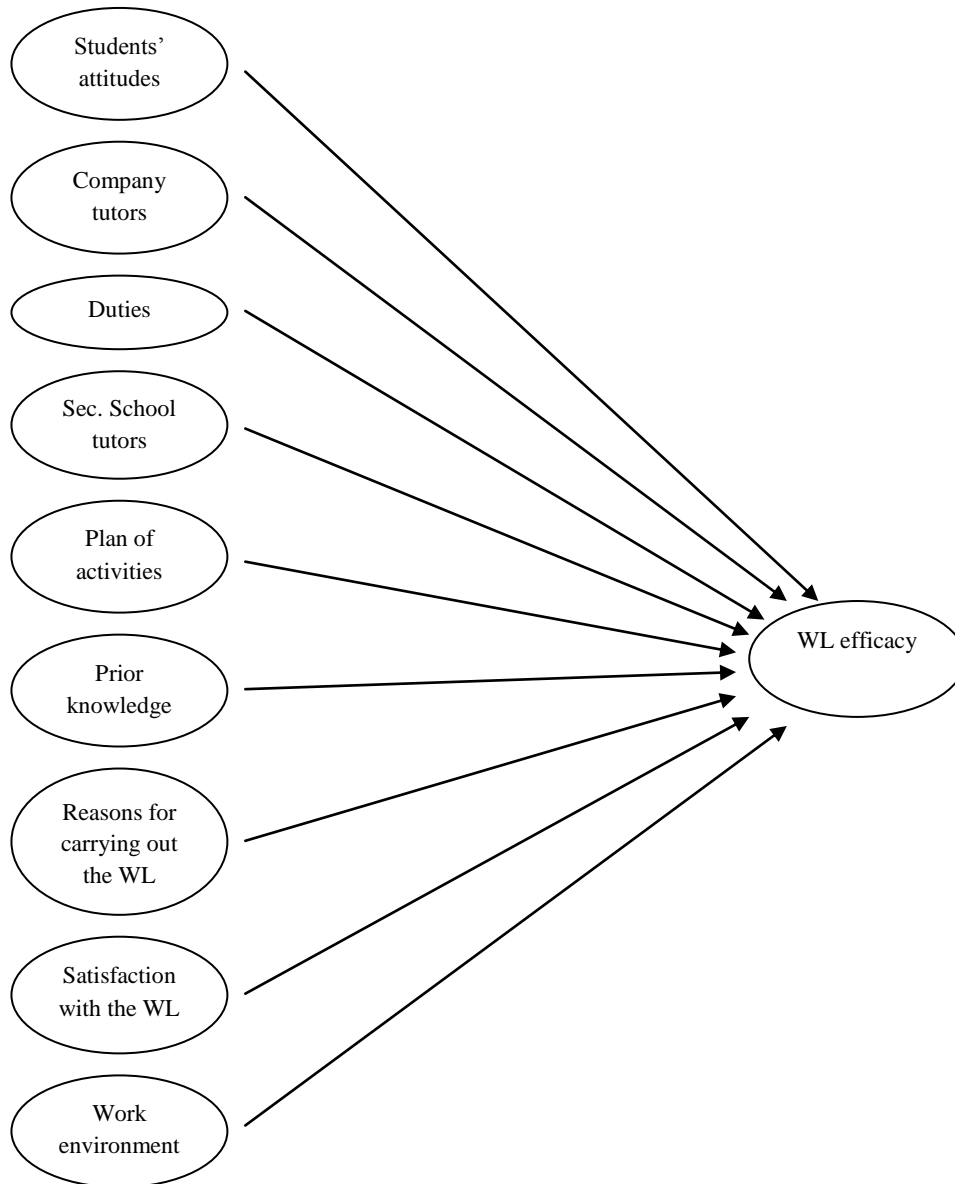 Students’
attitudes
Company
tutors
Duties
Sec. School
tutors
Plan of
activities
WL efficacy
Prior
knowledge
Reasons for
carrying out
the WL
Satisfaction
with the WL
Work
environment